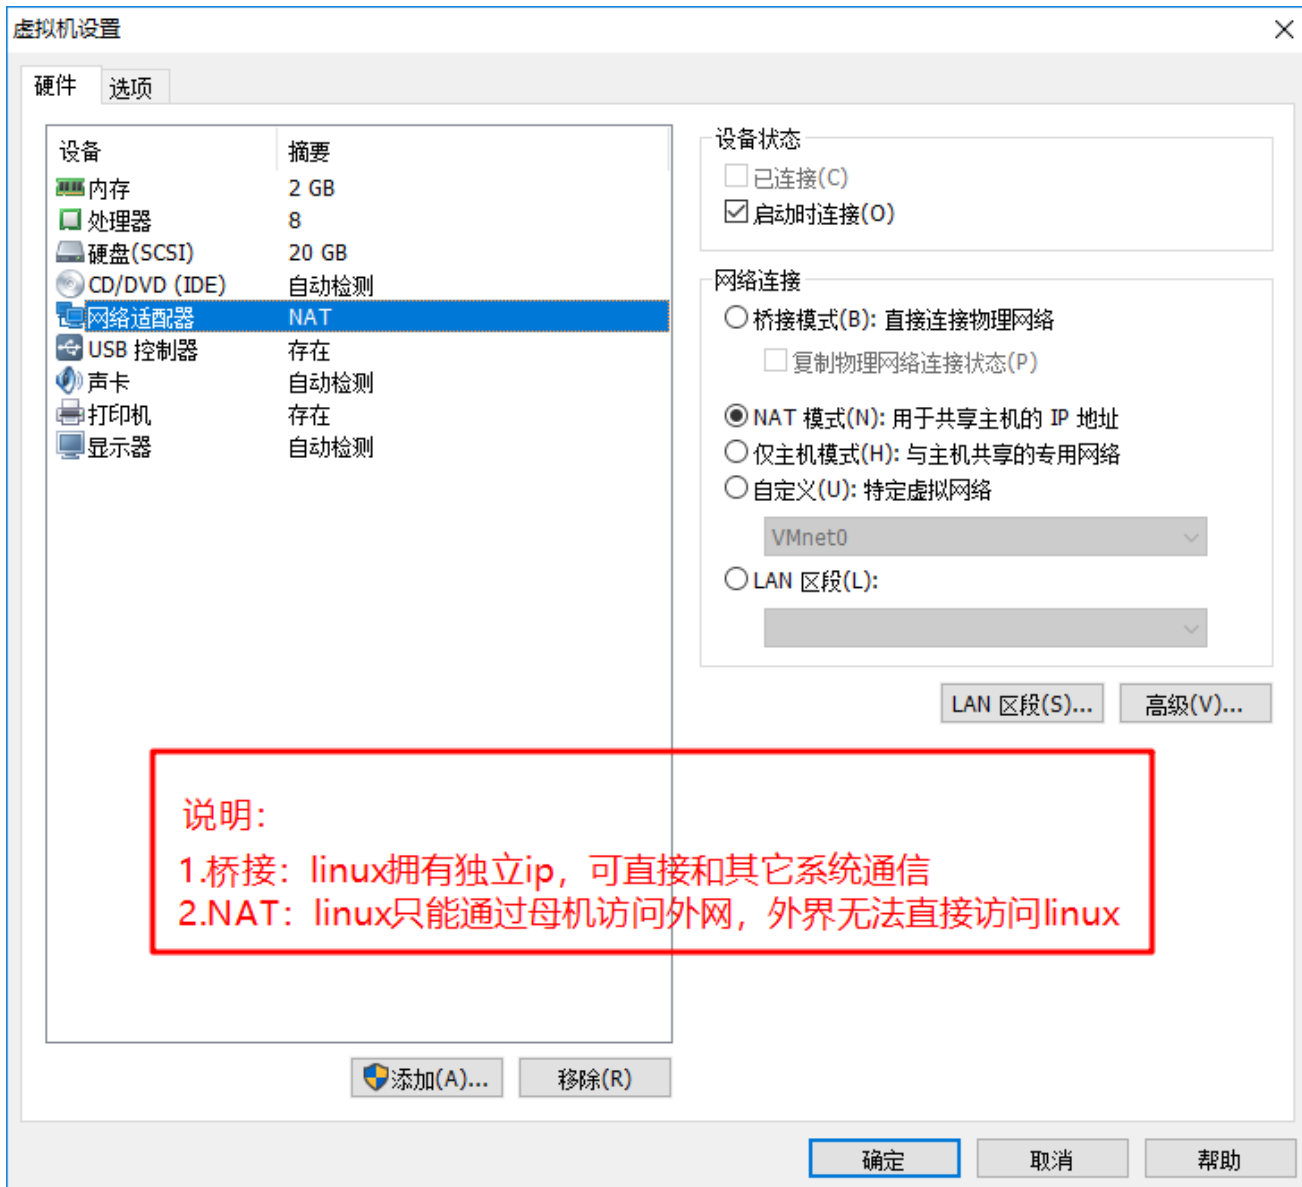 虚拟机设置
硬件 选项
设备 摘要
内存 2 GB
处理器 8
硬盘(SCSI) 20 GB
CD/DVD (IDE) 自动检测
网络适配器 NAT
USB 控制器 存在
声卡 自动检测
打印机 存在
显示器 自动检测
添加(A)... 移除(R)
设备状态
已连接(C)
启动时连接(O)
网络连接
桥接模式(B): 直接连接物理网络
复制物理网络连接状态(P)
NAT 模式(N): 用于共享主机的 IP 地址
仅主机模式(H): 与主机共享的专用网络
自定义(U): 特定虚拟网络
VMnet0
LAN 区段(L):
LAN 区段(S)... 高级(V)...
说明：
1.桥接：linux拥有独立ip，可直接和其它系统通信
2.NAT：linux只能通过母机访问外网，外界无法直接访问linux
确定 取消 帮助